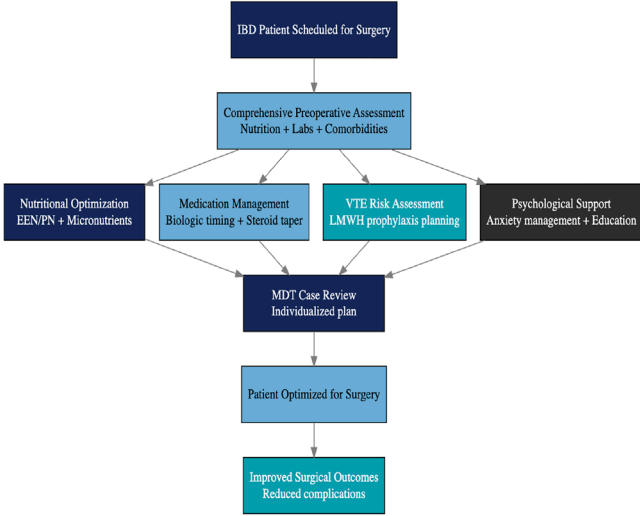 IBD Patient Scheduled for Surgery
Comprehensive Preoperative Assessment
Nutrition + Labs + Comorbidities
Nutritional Optimization
EEN/PN + Micronutrients
Medication Management
Biologic timing + Steroid taper
VTE Risk Assessment
LMWH prophylaxis planning
Psychological Support
Anxiety management + Education
MDT Case Review
Individualized plan
Patient Optimized for Surgery
Improved Surgical Outcomes
Reduced complications